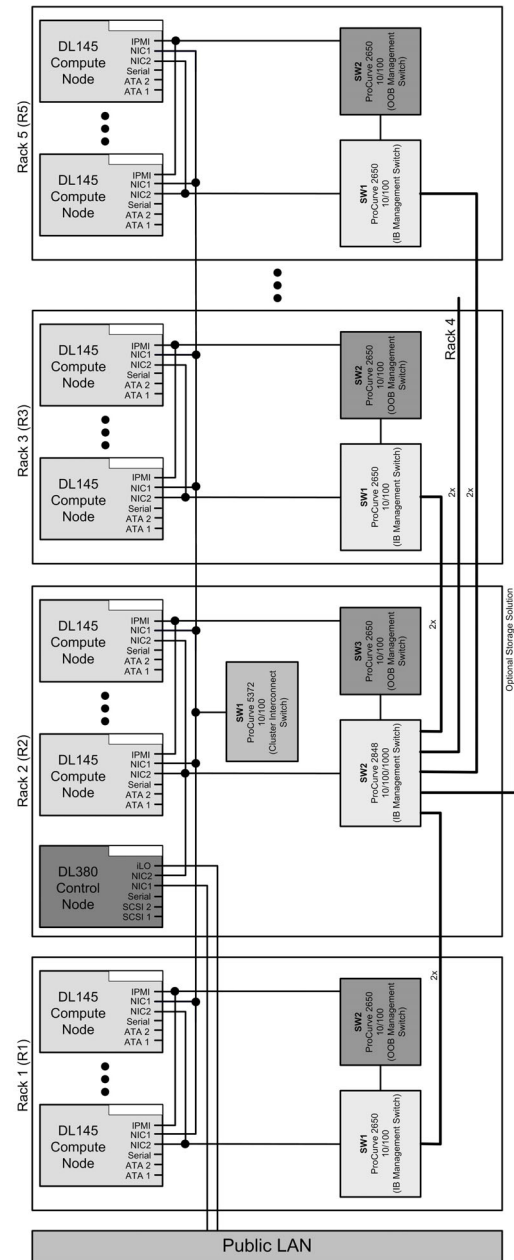 Rack 5 (R5)
DL145
Compute
Node
IPMI
NIC1
NIC2
Serial
ATA 2
ATA 1
SW2
ProCurve 2650
10/100
(OOB Management
Switch)
DL145
Compute
Node
IPMI
NIC1
NIC2
Serial
ATA 2
ATA 1
SW1
ProCurve 2650
10/100
(IB Management Switch)
Rack 4
2x
2x
Rack 3 (R3)
DL145
Compute
Node
IPMI
NIC1
NIC2
Serial
ATA 2
ATA 1
SW2
ProCurve 2650
10/100
(OOB Management
Switch)
DL145
Compute
Node
IPMI
NIC1
NIC2
Serial
ATA 2
ATA 1
SW1
ProCurve 2650
10/100
(IB Management Switch)
2x
Optional Storage Solution
Rack 2 (R2)
DL145
Compute
Node
IPMI
NIC1
NIC2
Serial
ATA 2
ATA 1
SW3
ProCurve 2650
10/100
(OOB Management
Switch)
SW1
ProCurve 5372
10/100
(Cluster Interconnect
Switch)
DL145
Compute
Node
IPMI
NIC1
NIC2
Serial
ATA 2
ATA 1
SW2
ProCurve 2848
10/100/1000
(IB Management Switch)
DL380
Control
Node
iLO
NIC2
NIC1
Serial
SCSI 2
SCSI 1
2x
Rack 1 (R1)
DL145
Compute
Node
IPMI
NIC1
NIC2
Serial
ATA 2
ATA 1
SW2
ProCurve 2650
10/100
(OOB Management
Switch)
DL145
Compute
Node
IPMI
NIC1
NIC2
Serial
ATA 2
ATA 1
SW1
ProCurve 2650
10/100
(IB Management Switch)
Public LAN